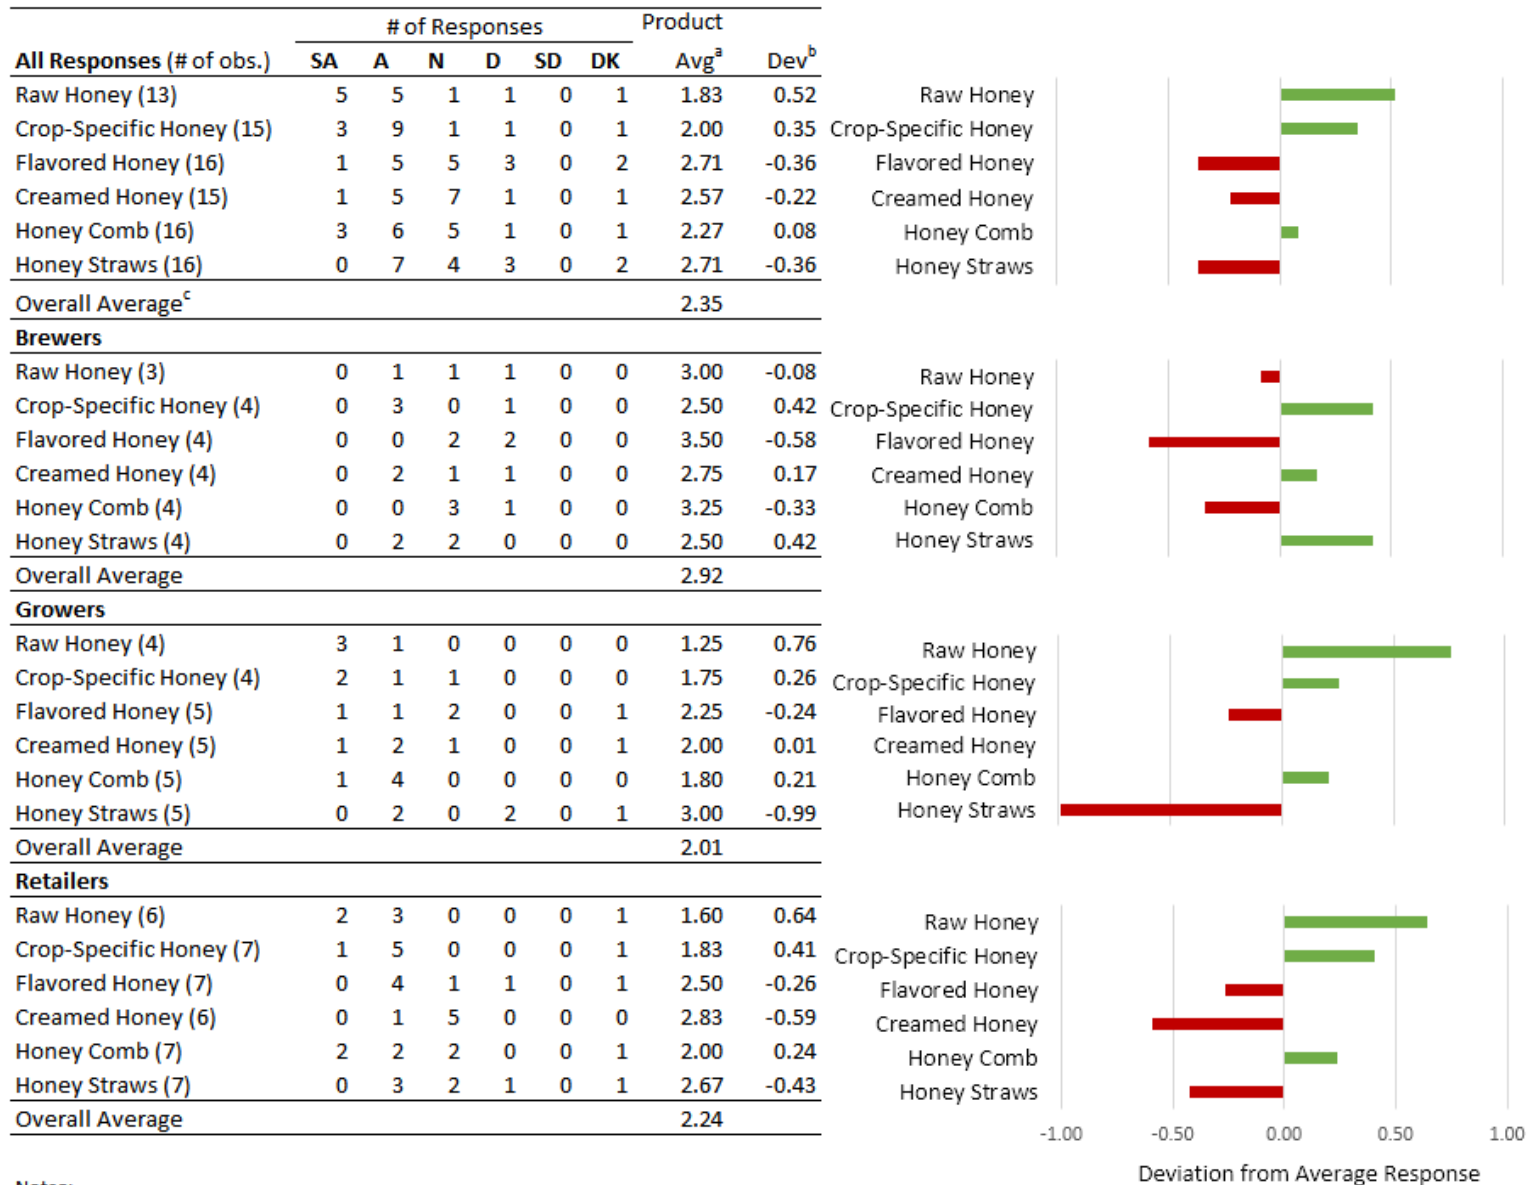 # of Responses Product
All Responses (# of obs.) SA A N D SD DK Avgᵃ Devᵇ
Raw Honey (13) 5 5 1 1 0 1 1.83 0.52 Raw Honey
Crop-Specific Honey (15) 3 9 1 1 0 1 2.00 0.35 Crop-Specific Honey
Flavored Honey (16) 1 5 5 3 0 2 2.71 -0.36 Flavored Honey
Creamed Honey (15) 1 5 7 1 0 1 2.57 -0.22 Creamed Honey
Honey Comb (16) 3 6 5 1 0 1 2.27 0.08 Honey Comb
Honey Straws (16) 0 7 4 3 0 2 2.71 -0.36 Honey Straws
Overall Averageᶜ 2.35
Brewers
Raw Honey (3) 0 1 1 1 0 0 3.00 -0.08 Raw Honey
Crop-Specific Honey (4) 0 3 0 1 0 0 2.50 0.42 Crop-Specific Honey
Flavored Honey (4) 0 0 2 2 0 0 3.50 -0.58 Flavored Honey
Creamed Honey (4) 0 2 1 1 0 0 2.75 0.17 Creamed Honey
Honey Comb (4) 0 0 3 1 0 0 3.25 -0.33 Honey Comb
Honey Straws (4) 0 2 2 0 0 0 2.50 0.42 Honey Straws
Overall Average 2.92
Growers
Raw Honey (4) 3 1 0 0 0 0 1.25 0.76 Raw Honey
Crop-Specific Honey (4) 2 1 1 0 0 0 1.75 0.26 Crop-Specific Honey
Flavored Honey (5) 1 1 2 0 0 1 2.25 -0.24 Flavored Honey
Creamed Honey (5) 1 2 1 0 0 1 2.00 0.01 Creamed Honey
Honey Comb (5) 1 4 0 0 0 0 1.80 0.21 Honey Comb
Honey Straws (5) 0 2 0 2 0 1 3.00 -0.99 Honey Straws
Overall Average 2.01
Retailers
Raw Honey (6) 2 3 0 0 0 1 1.60 0.64 Raw Honey
Crop-Specific Honey (7) 1 5 0 0 0 1 1.83 0.41 Crop-Specific Honey
Flavored Honey (7) 0 4 1 1 0 1 2.50 -0.26 Flavored Honey
Creamed Honey (6) 0 1 5 0 0 0 2.83 -0.59 Creamed Honey
Honey Comb (7) 2 2 2 0 0 1 2.00 0.24 Honey Comb
Honey Straws (7) 0 3 2 1 0 1 2.67 -0.43 Honey Straws
Overall Average 2.24
-1.00 -0.50 0.00 0.50 1.00
Deviation from Average Response